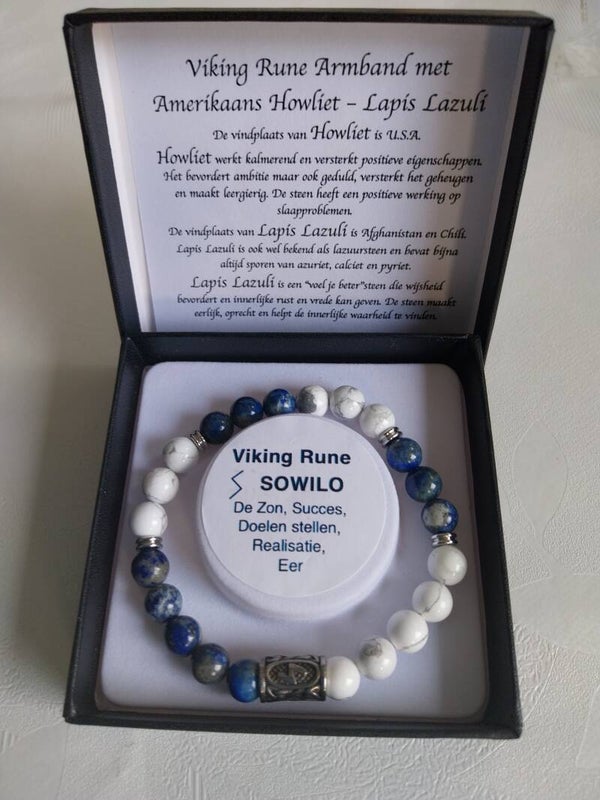 Viking Rune Armband met
Amerikaans Howliet – Lapis Lazuli
De vindplaats van Howliet is U.S.A.
Howliet werkt kalmerend en versterkt positieve eigenschappen.
Het bevordert ambitie maar ook geduld, versterkt het geheugen
en maakt leergierig. De steen heeft een positieve werking op
slaapproblemen.
De vindplaats van Lapis Lazuli is Afghanistan en Chili.
Lapis Lazuli is ook wel bekend als lazuursteen en bevat bijna
altijd sporen van azuriet, calciet en pyriet.
Lapis Lazuli is een "voel je beter"steen die wijsheid
bevordert en innerlijke rust en vrede kan geven. De steen maakt
eerlijk, oprecht en helpt de innerlijke waarheid te vinden.
Viking Rune
ᛊ SOWILO
De Zon, Succes,
Doelen stellen,
Realisatie,
Eer